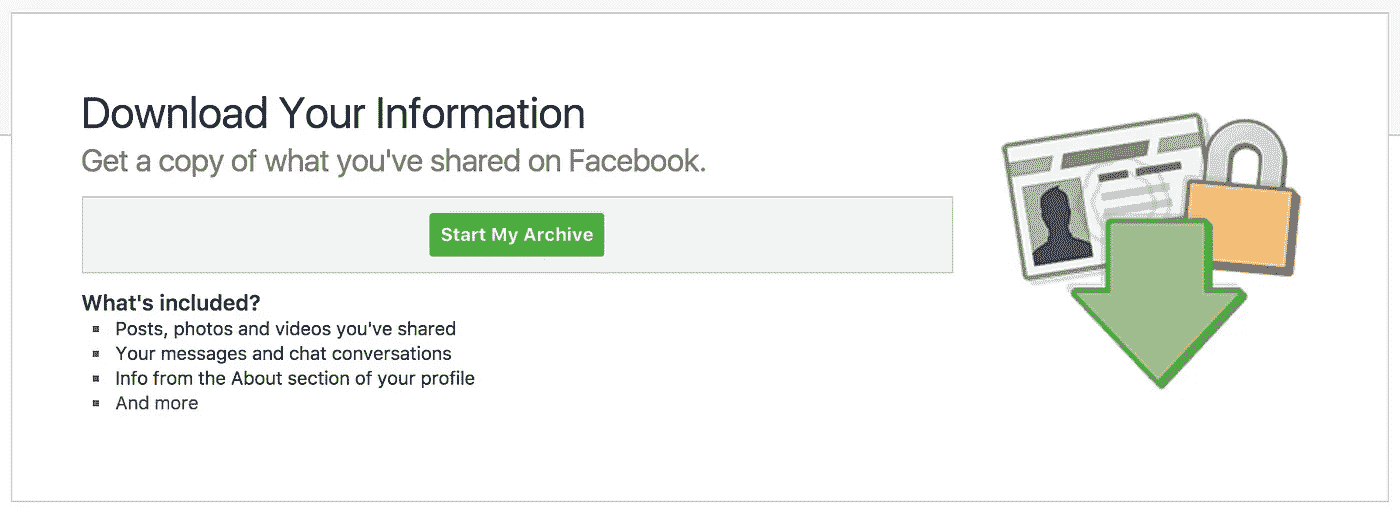 Download Your Information
Get a copy of what you've shared on Facebook.
Start My Archive
What's included?
Posts, photos and videos you've shared
Your messages and chat conversations
Info from the About section of your profile
And more